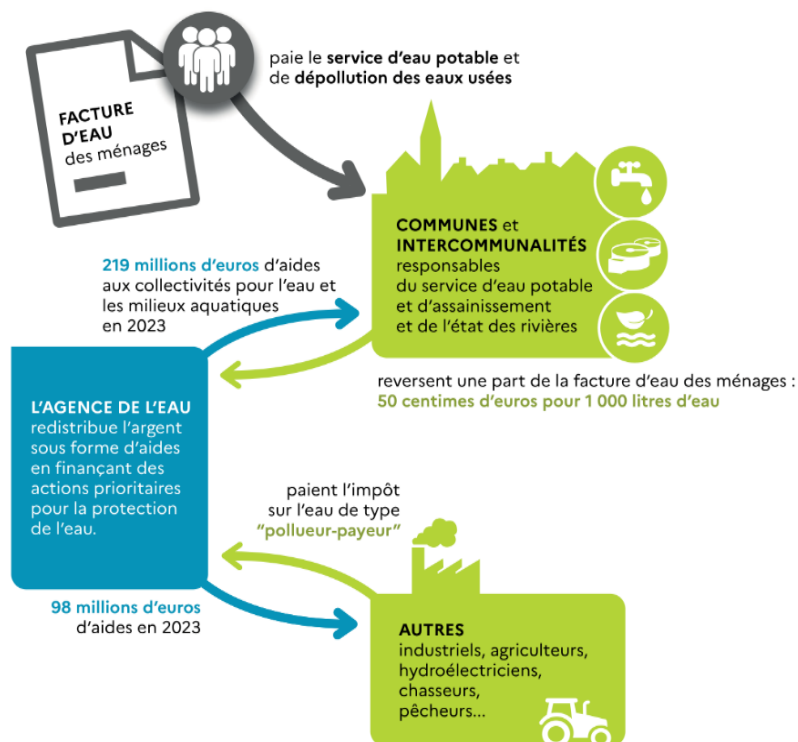 paie le service d'eau potable et
de dépollution des eaux usées
FACTURE
D'EAU
des ménages
COMMUNES et
INTERCOMMUNALITÉS
responsables
du service d'eau potable
et d'assainissement
et de l'état des rivières
219 millions d'euros d'aides
aux collectivités pour l'eau et
les milieux aquatiques
en 2023
reversent une part de la facture d'eau des ménages :
50 centimes d'euros pour 1 000 litres d'eau
L'AGENCE DE L'EAU
redistribue l'argent
sous forme d'aides
en finançant des
actions prioritaires
pour la protection
de l'eau.
paient l'impôt
sur l'eau de type
“pollueur-payeur”
98 millions d'euros
d'aides en 2023
AUTRES
industriels, agriculteurs,
hydroélectriciens,
chasseurs,
pêcheurs...